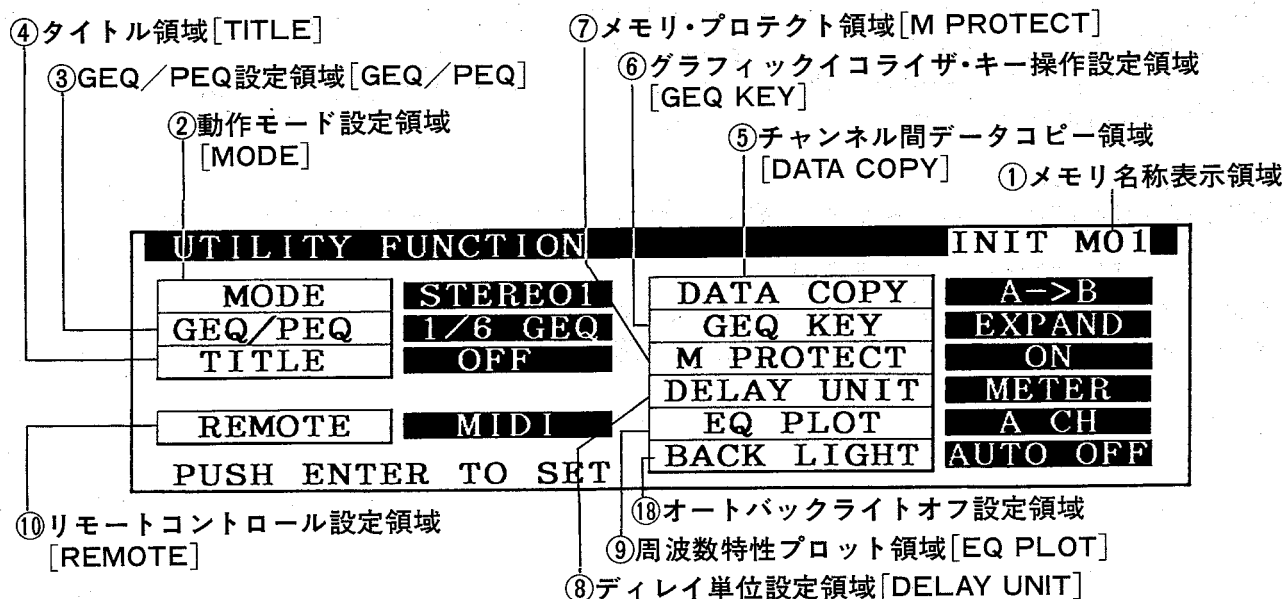 ④タイトル領域[TITLE]
⑦メモリ・プロテクト領域[M PROTECT]
③GEQ／PEQ設定領域[GEQ／PEQ]
⑥グラフィックイコライザ・キー操作設定領域
[GEQ KEY]
②動作モード設定領域
[MODE]
⑤チャンネル間データコピー領域
[DATA COPY]
①メモリ名称表示領域
UTILITY FUNCTION INIT M01
MODE STEREO1 DATA COPY A->B
GEQ/PEQ 1/6 GEQ GEQ KEY EXPAND
TITLE OFF M PROTECT ON
DELAY UNIT METER
REMOTE MIDI EQ PLOT A CH
PUSH ENTER TO SET BACK LIGHT AUTO OFF
⑩リモートコントロール設定領域
[REMOTE]
⑱オートバックライトオフ設定領域
⑨周波数特性プロット領域[EQ PLOT]
⑧ディレイ単位設定領域[DELAY UNIT]